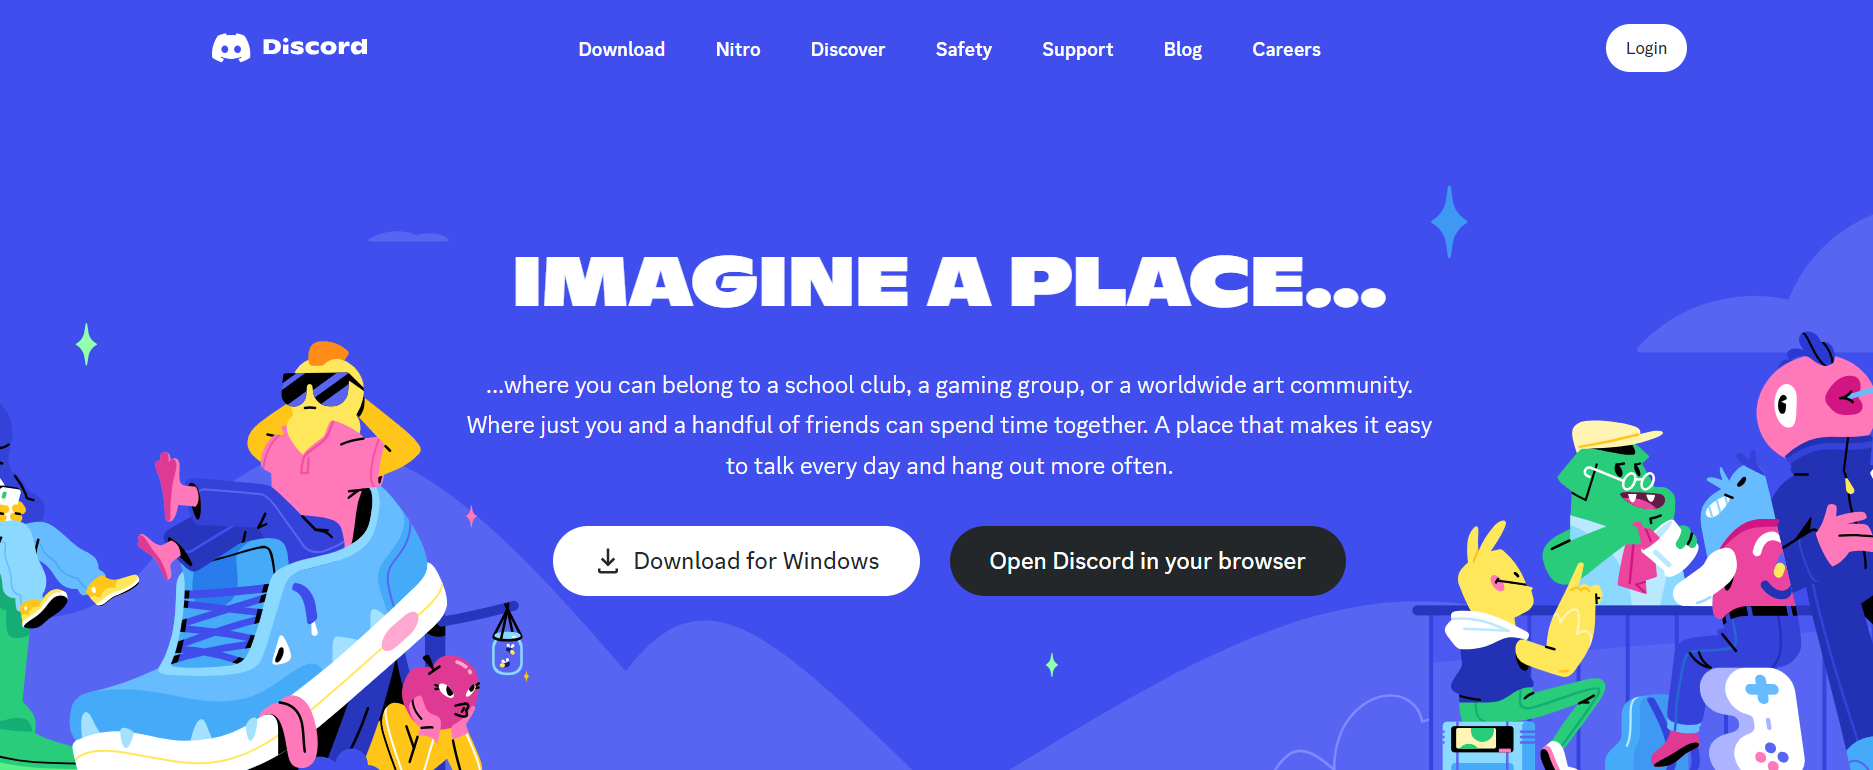 Discord
Download
Nitro
Discover
Safety
Support
Blog
Careers
Login
IMAGINE A PLACE...
...where you can belong to a school club, a gaming group, or a worldwide art community.
Where just you and a handful of friends can spend time together. A place that makes it easy
to talk every day and hang out more often.
Download for Windows
Open Discord in your browser